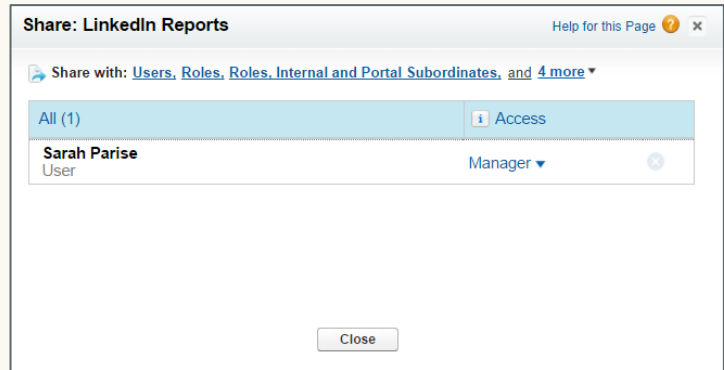 Share: LinkedIn Reports
Help for this Page ?
Share with: Users, Roles, Roles, Internal and Portal Subordinates, and 4 more
All (1)
i Access
Sarah Parise
User
Manager
Close